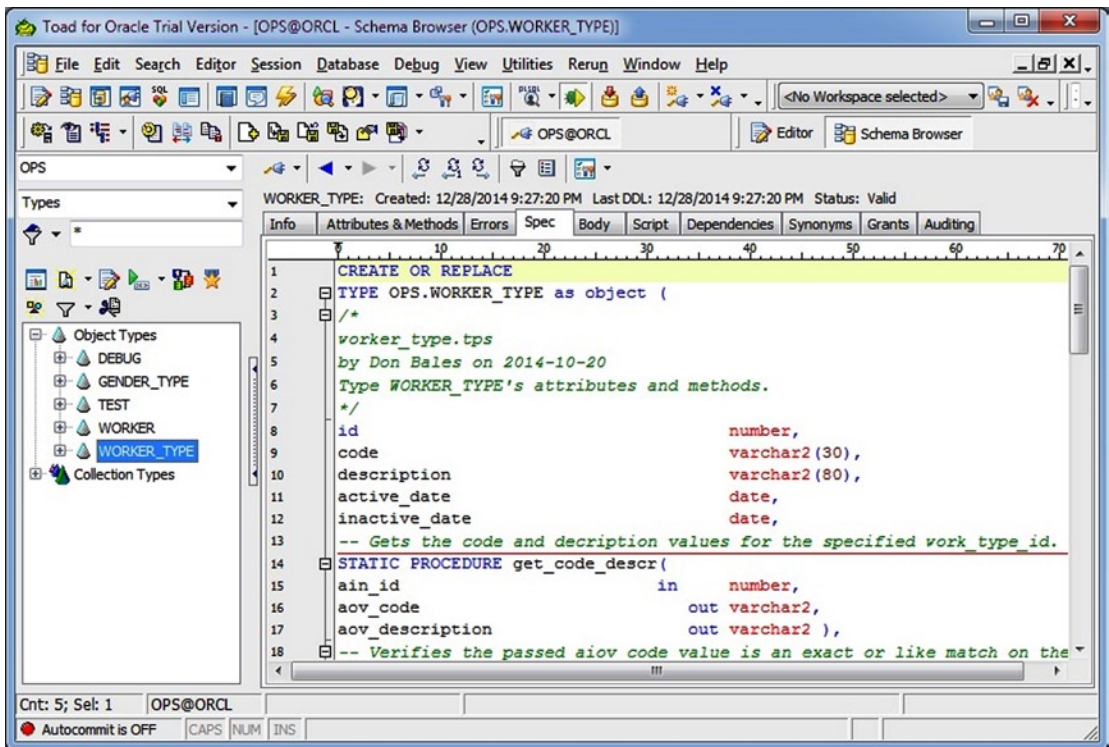 Toad for Oracle Trial Version - [OPS@ORCL - Schema Browser (OPS.WORKER_TYPE)]
File Edit Search Editor Session Database Debug View Utilities Rerun Window Help
SQL <No Workspace selected>
OPS@ORCL Editor Schema Browser
OPS
Types
*
WORKER_TYPE: Created: 12/28/2014 9:27:20 PM Last DDL: 12/28/2014 9:27:20 PM Status: Valid
Info Attributes & Methods Errors Spec Body Script Dependencies Synonyms Grants Auditing
Object Types
DEBUG
GENDER_TYPE
TEST
WORKER
WORKER_TYPE
Collection Types
0 10 20 30 40 50 60 70
1 CREATE OR REPLACE
2 TYPE OPS.WORKER_TYPE as object (
3 /*
4 worker_type.tps
5 by Don Bales on 2014-10-20
6 Type WORKER_TYPE's attributes and methods.
7 */
8 id number,
9 code varchar2(30),
10 description varchar2(80),
11 active_date date,
12 inactive_date date,
13 -- Gets the code and decription values for the specified work_type_id.
14 STATIC PROCEDURE get_code_descr(
15 ain_id in number,
16 aov_code out varchar2,
17 aov_description out varchar2 ),
18 -- Verifies the passed aiov code value is an exact or like match on the
Cnt: 5; Sel: 1 OPS@ORCL
Autocommit is OFF CAPS NUM INS